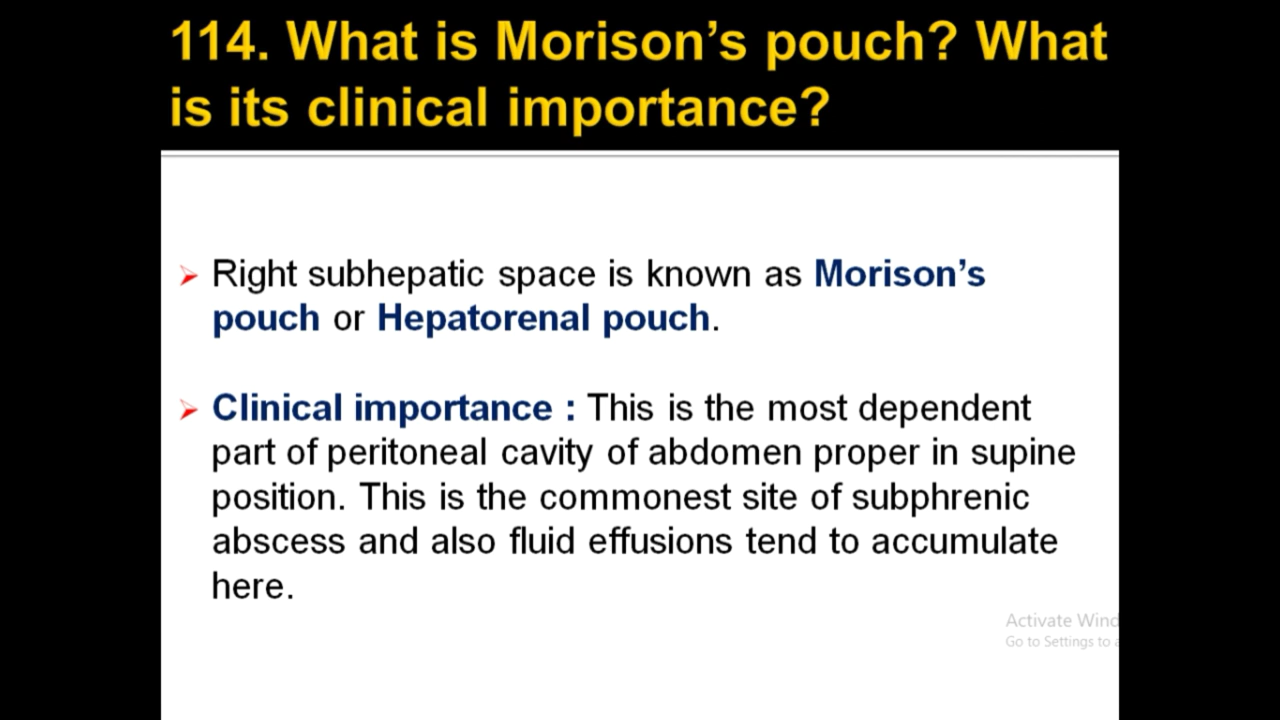 114. What is Morison’s pouch? What
is its clinical importance?
Right subhepatic space is known as Morison’s
pouch or Hepatorenal pouch.
Clinical importance : This is the most dependent
part of peritoneal cavity of abdomen proper in supine
position. This is the commonest site of subphrenic
abscess and also fluid effusions tend to accumulate
here.
Activate Wind
Go to Settings to a